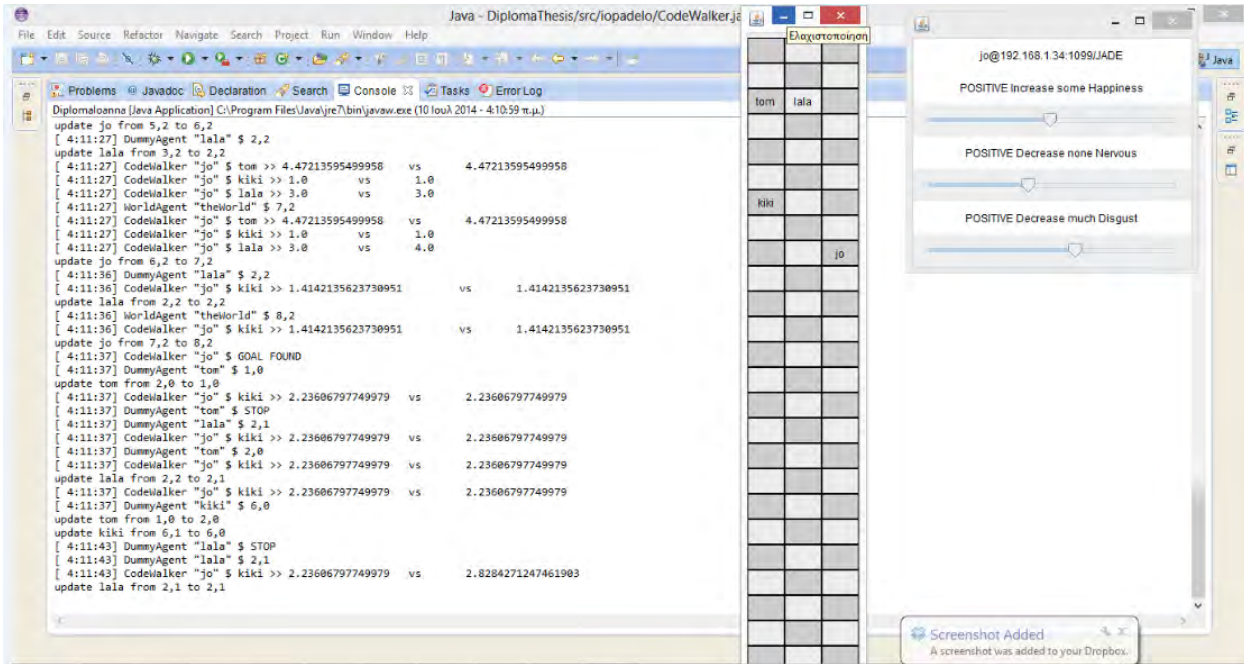 Java - DiplomaThesis/src/iopadelo/CodeWalker.ja
File Edit Source Refactor Navigate Search Project Run Window Help
Java
Problems @ Javadoc Declaration Search Console Tasks Error Log
DiplomaIoanna [Java Application] C:\Program Files\Java\jre7\bin\javaw.exe (10 Ιουλ 2014 - 4:10:59 π.μ.)
update jo from 5,2 to 6,2
[ 4:11:27] DummyAgent "lala" $ 2,2
update lala from 3,2 to 2,2
[ 4:11:27] CodeWalker "jo" $ tom >> 4.47213595499958 vs 4.47213595499958
[ 4:11:27] CodeWalker "jo" $ kiki >> 1.0 vs 1.0
[ 4:11:27] CodeWalker "jo" $ lala >> 3.0 vs 3.0
[ 4:11:27] WorldAgent "theWorld" $ 7,2
[ 4:11:27] CodeWalker "jo" $ tom >> 4.47213595499958 vs 4.47213595499958
[ 4:11:27] CodeWalker "jo" $ kiki >> 1.0 vs 1.0
[ 4:11:27] CodeWalker "jo" $ lala >> 3.0 vs 4.0
update jo from 6,2 to 7,2
[ 4:11:36] DummyAgent "lala" $ 2,2
[ 4:11:36] CodeWalker "jo" $ kiki >> 1.4142135623730951 vs 1.4142135623730951
update lala from 2,2 to 2,2
[ 4:11:36] WorldAgent "theWorld" $ 8,2
[ 4:11:36] CodeWalker "jo" $ kiki >> 1.4142135623730951 vs 1.4142135623730951
update jo from 7,2 to 8,2
[ 4:11:37] CodeWalker "jo" $ GOAL FOUND
[ 4:11:37] DummyAgent "tom" $ 1,0
update tom from 2,0 to 1,0
[ 4:11:37] CodeWalker "jo" $ kiki >> 2.23606797749979 vs 2.23606797749979
[ 4:11:37] DummyAgent "tom" $ STOP
[ 4:11:37] DummyAgent "lala" $ 2,1
[ 4:11:37] CodeWalker "jo" $ kiki >> 2.23606797749979 vs 2.23606797749979
[ 4:11:37] DummyAgent "tom" $ 2,0
[ 4:11:37] CodeWalker "jo" $ kiki >> 2.23606797749979 vs 2.23606797749979
update lala from 2,2 to 2,1
[ 4:11:37] CodeWalker "jo" $ kiki >> 2.23606797749979 vs 2.23606797749979
[ 4:11:37] DummyAgent "kiki" $ 6,0
update tom from 1,0 to 2,0
update kiki from 6,1 to 6,0
[ 4:11:43] DummyAgent "lala" $ STOP
[ 4:11:43] DummyAgent "lala" $ 2,1
[ 4:11:43] CodeWalker "jo" $ kiki >> 2.23606797749979 vs 2.8284271247461903
update lala from 2,1 to 2,1
Ελαχιστοποίηση
tom lala
kiki
jo
jo@192.168.1.34:1099/JADE
POSITIVE Increase some Happiness
POSITIVE Decrease none Nervous
POSITIVE Decrease much Disgust
Screenshot Added
A screenshot was added to your Dropbox.